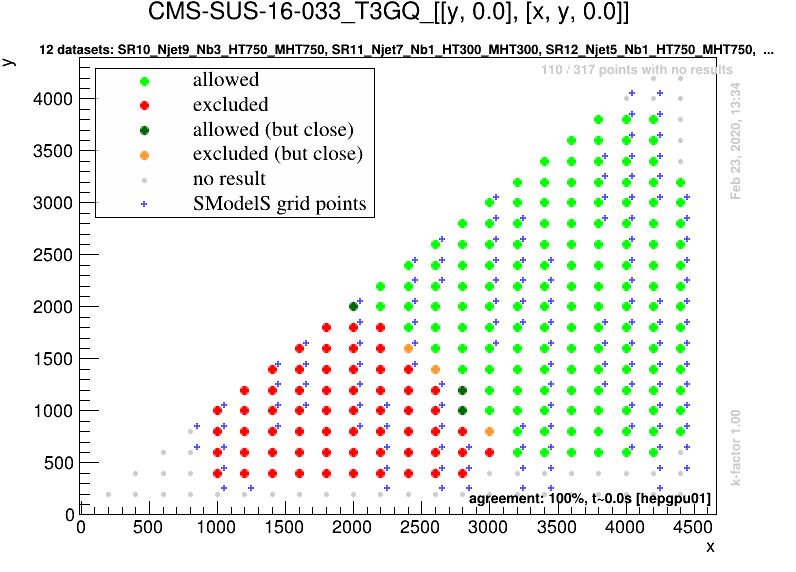 CMS-SUS-16-033_T3GQ_[[y, 0.0], [x, y, 0.0]]
12 datasets: SR10_Njet9_Nb3_HT750_MHT750, SR11_Njet7_Nb1_HT300_MHT300, SR12_Njet5_Nb1_HT750_MHT750, ...
y
110 / 317 points with no results
allowed
excluded
allowed (but close)
excluded (but close)
no result
SModelS grid points
Feb 23, 2020, 13:34
k-factor 1.00
4000
3500
3000
2500
2000
1500
1000
500
0
agreement: 100%, t~0.0s [hepgpu01]
0 500 1000 1500 2000 2500 3000 3500 4000 4500
x